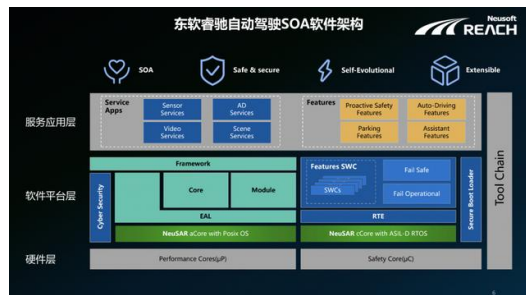 东软睿驰自动驾驶SOA软件架构
Neusoft
REACH
SOA
Safe & secure
Self-Evolutional
Extensible
服务应用层
Service Apps
Sensor Services
AD Services
Video Services
Scene Services
Features
Proactive Safety Features
Auto-Driving Features
Parking Features
Assistant Features
软件平台层
Cyber Security
Framework
Core
Module
EAL
NeuSAR aCore with Posix OS
Features SWC
SWCs
Fail Safe
Fail Operational
RTE
NeuSAR cCore with ASIL-D RTOS
Secure Boot Loader
Tool Chain
硬件层
Performance Cores(μP)
Safety Core(μC)
6